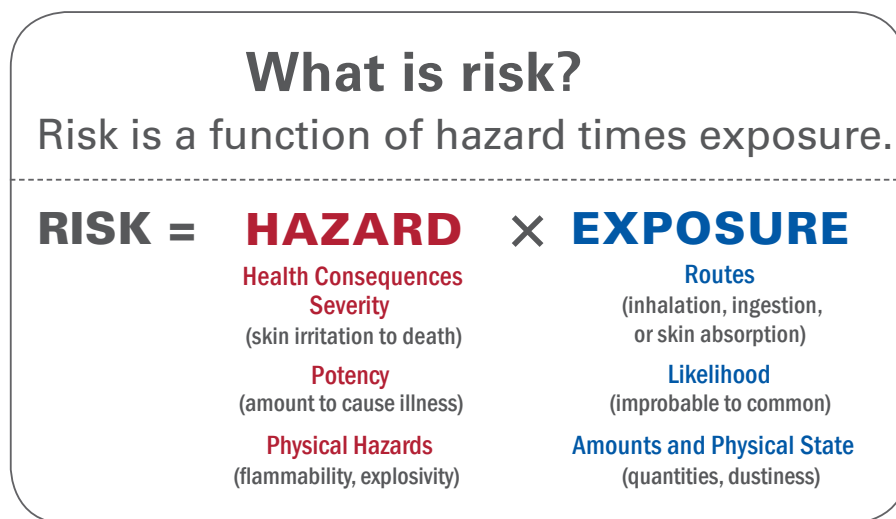 What is risk?
Risk is a function of hazard times exposure.
RISK = HAZARD × EXPOSURE
Health Consequences
Severity
(skin irritation to death)
Potency
(amount to cause illness)
Physical Hazards
(flammability, explosivity)
Routes
(inhalation, ingestion,
or skin absorption)
Likelihood
(improbable to common)
Amounts and Physical State
(quantities, dustiness)